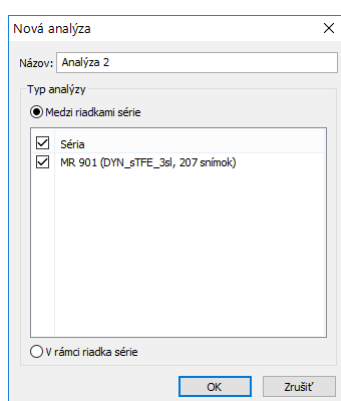 Nová analýza
Názov: Analýza 2
Typ analýzy
Medzi riadkami série
Séria
MR 901 (DYN_sTFE_3sl, 207 snímok)
V rámci riadka série
OK Zrušiť